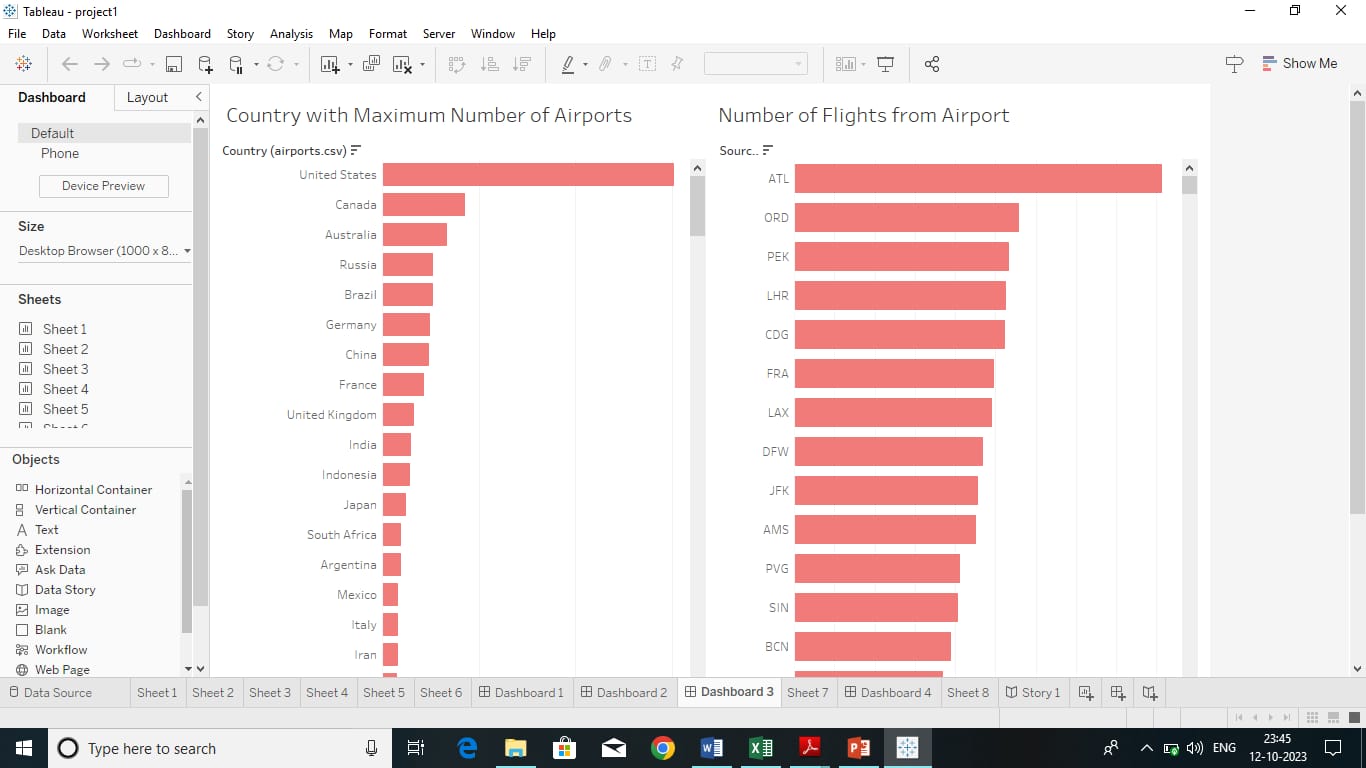 Tableau - project1
File Data Worksheet Dashboard Story Analysis Map Format Server Window Help
Show Me
Dashboard Layout
Default
Phone
Device Preview
Size
Desktop Browser (1000 x 8...
Sheets
Sheet 1
Sheet 2
Sheet 3
Sheet 4
Sheet 5
Objects
Horizontal Container
Vertical Container
Text
Extension
Ask Data
Data Story
Image
Blank
Workflow
Web Page
Country with Maximum Number of Airports
Country (airports.csv)
United States
Canada
Australia
Russia
Brazil
Germany
China
France
United Kingdom
India
Indonesia
Japan
South Africa
Argentina
Mexico
Italy
Iran
Number of Flights from Airport
Sourc..
ATL
ORD
PEK
LHR
CDG
FRA
LAX
DFW
JFK
AMS
PVG
SIN
BCN
Data Source Sheet 1 Sheet 2 Sheet 3 Sheet 4 Sheet 5 Sheet 6 Dashboard 1 Dashboard 2 Dashboard 3 Sheet 7 Dashboard 4 Sheet 8 Story 1
Type here to search
ENG
23:45
12-10-2023